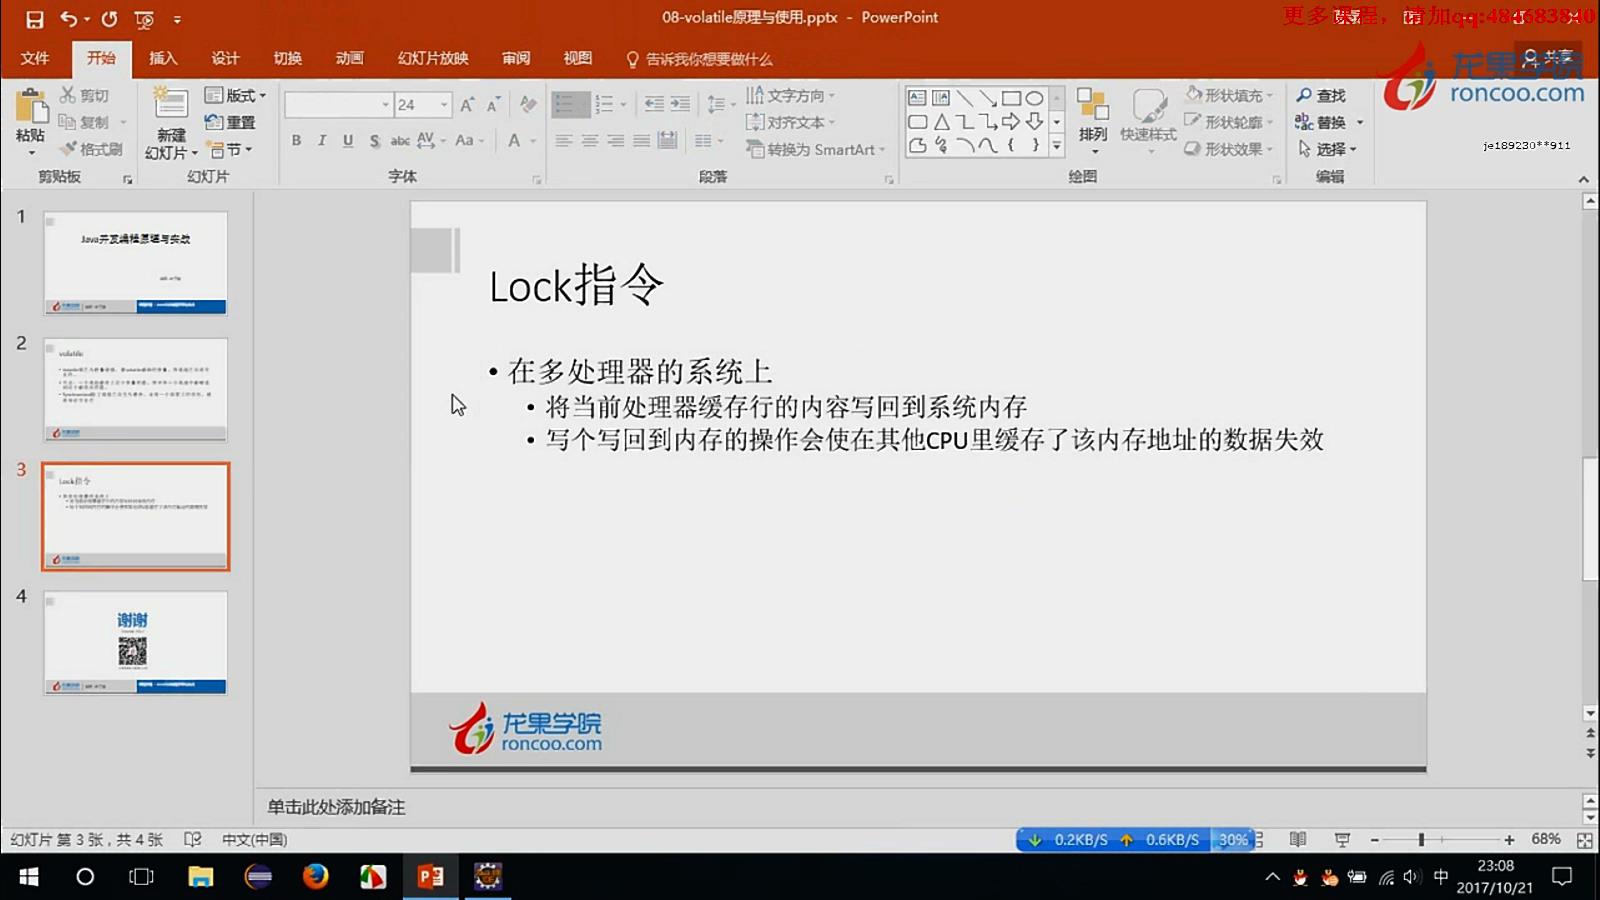 08-volatile原理与使用.pptx - PowerPoint
更多课程，请加qq:484683840
文件 开始 插入 设计 切换 动画 幻灯片放映 审阅 视图 告诉我你想要做什么 共享
龙果学院
roncoo.com
je189230**911
粘贴 剪切 复制 格式刷
剪贴板
新建
幻灯片 版式 重置 节
幻灯片
24
B I U S abc AV Aa A
字体
文字方向
对齐文本
转换为 SmartArt
段落
排列 快速样式
形状填充
形状轮廓
形状效果
绘图
查找
替换
选择
编辑
1
Java并发编程原理与实战
2
volatile
3
Lock指令
4
谢谢
Lock指令
• 在多处理器的系统上
• 将当前处理器缓存行的内容写回到系统内存
• 写个写回到内存的操作会使在其他CPU里缓存了该内存地址的数据失效
龙果学院
roncoo.com
单击此处添加备注
幻灯片 第 3 张，共 4 张 中文(中国)
0.2KB/S 0.6KB/S 30%
68%
中
23:08
2017/10/21